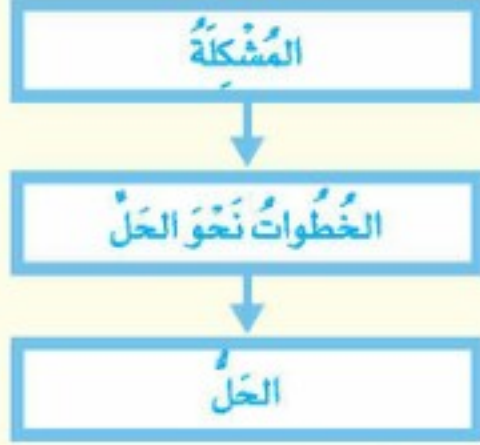 المُشْكِلَةُ
الخُطُواتُ نَحْوَ الحَلِّ
الحَلُّ